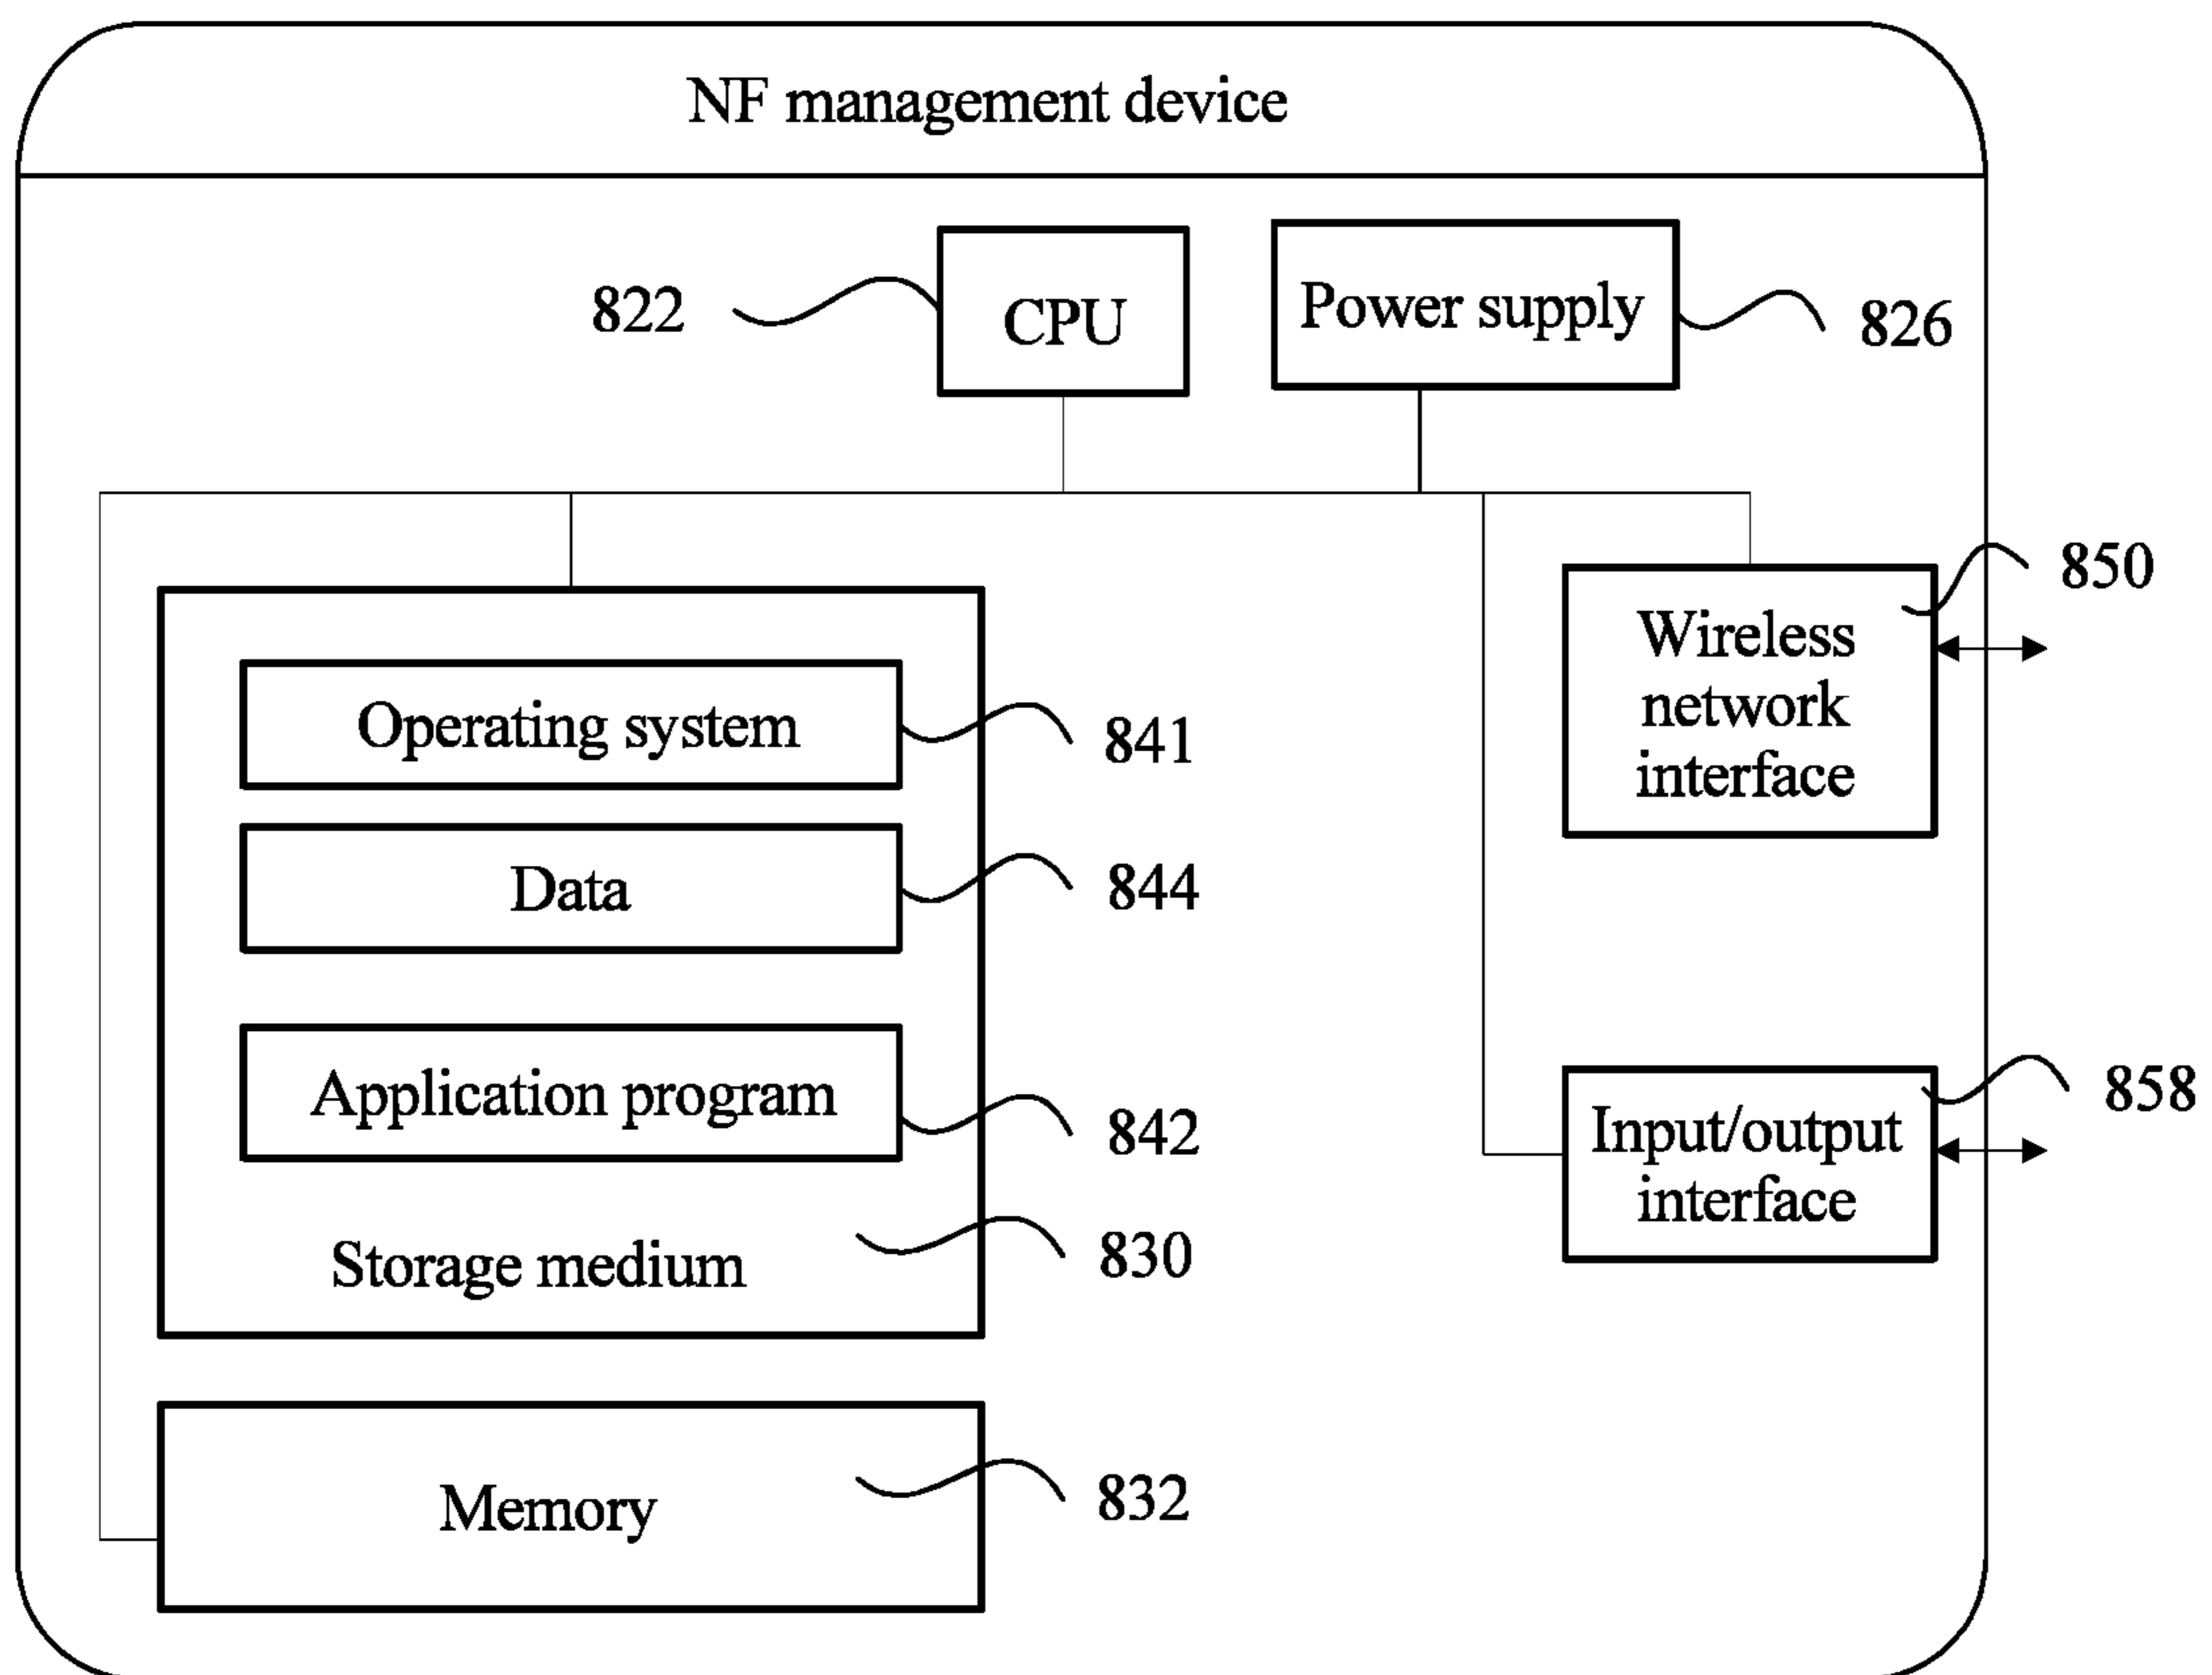 NF management device
822
CPU
Power supply
826
850
Wireless
network
interface
Operating system
841
Data
844
Application program
842
858
Input/output
interface
Storage medium
830
Memory
832